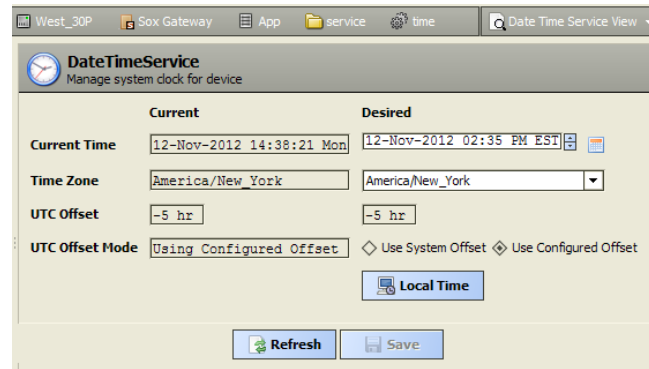 West_30P Sox Gateway App service time Date Time Service View
DateTimeService
Manage system clock for device
Current Desired
Current Time 12-Nov-2012 14:38:21 Mon 12-Nov-2012 02:35 PM EST
Time Zone America/New_York America/New_York
UTC Offset -5 hr -5 hr
UTC Offset Mode Using Configured Offset Use System Offset Use Configured Offset
Local Time
Refresh Save